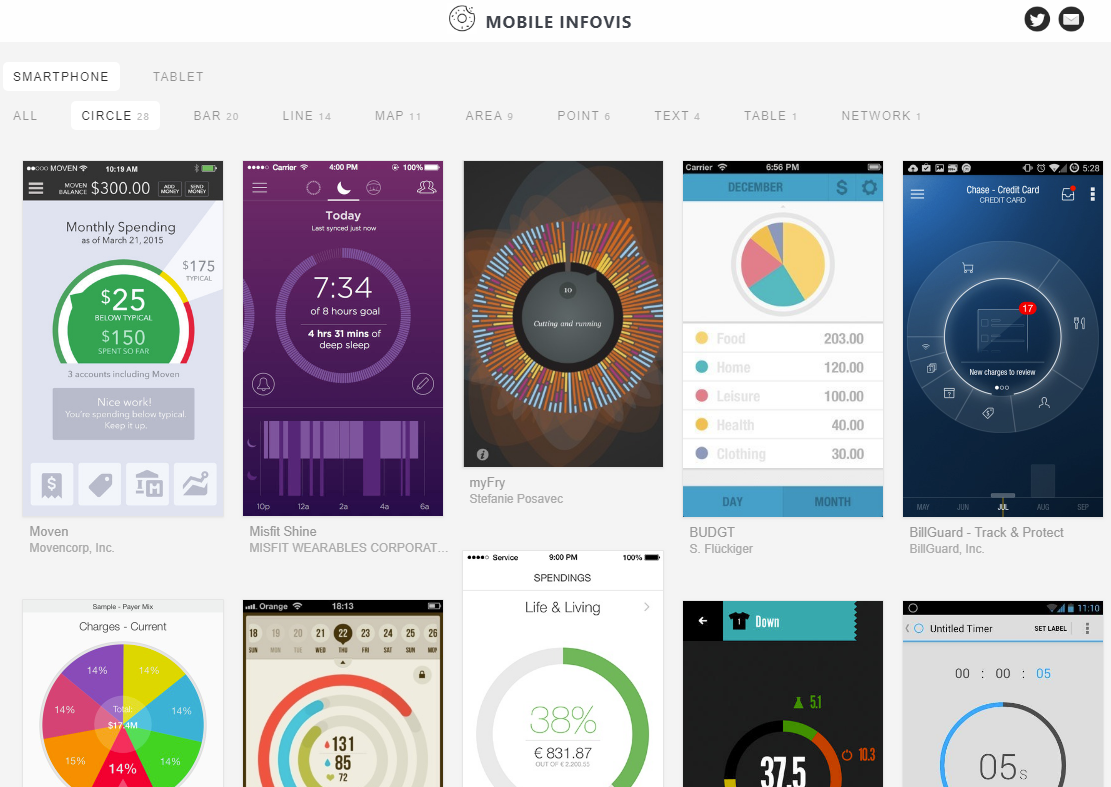 MOBILE INFOVIS
SMARTPHONE TABLET
ALL CIRCLE 28 BAR 20 LINE 14 MAP 11 AREA 9 POINT 6 TEXT 4 TABLE 1 NETWORK 1
MOVEN 10:19 AM
MOVEN BALANCE $300.00 ADD MONEY SEND MONEY
Monthly Spending
as of March 21, 2015
$175
TYPICAL
$25
BELOW TYPICAL
$150
SPENT SO FAR
3 accounts including Moven
Nice work!
You're spending below typical.
Keep it up.
Moven
Movencorp, Inc.
Carrier 4:00 PM 100%
Today
Last synced just now
7:34
of 8 hours goal
4 hrs 31 mins of
deep sleep
10p 12a 2a 4a 6a
Misfit Shine
MISFIT WEARABLES CORPORAT...
10
Cutting and running
myFry
Stefanie Posavec
Carrier 6:56 PM
DECEMBER $
Food 203.00
Home 120.00
Leisure 100.00
Health 40.00
Clothing 30.00
DAY MONTH
BUDGT
S. Flückiger
5:28
Chase - Credit Card
CREDIT CARD
17
New charges to review
MAY JUN JUL AUG SEP
BillGuard - Track & Protect
BillGuard, Inc.
Sample - Payer Mix
Charges - Current
14% 14%
14% 14%
Total:
$17.4M
15% 14%
14%
Orange 18:13
18 19 20 21 22 23 24 25 26
SUN MON TUE WED THU FRI SAT SUN MON
131
85
72
Service 9:00 PM 100%
SPENDINGS
Life & Living
38%
€ 831.87
OUT OF € 2,200.55
1 Down
5.1
10.3
37.5
11:10
Untitled Timer SET LABEL
00 : 00 : 05
05 s